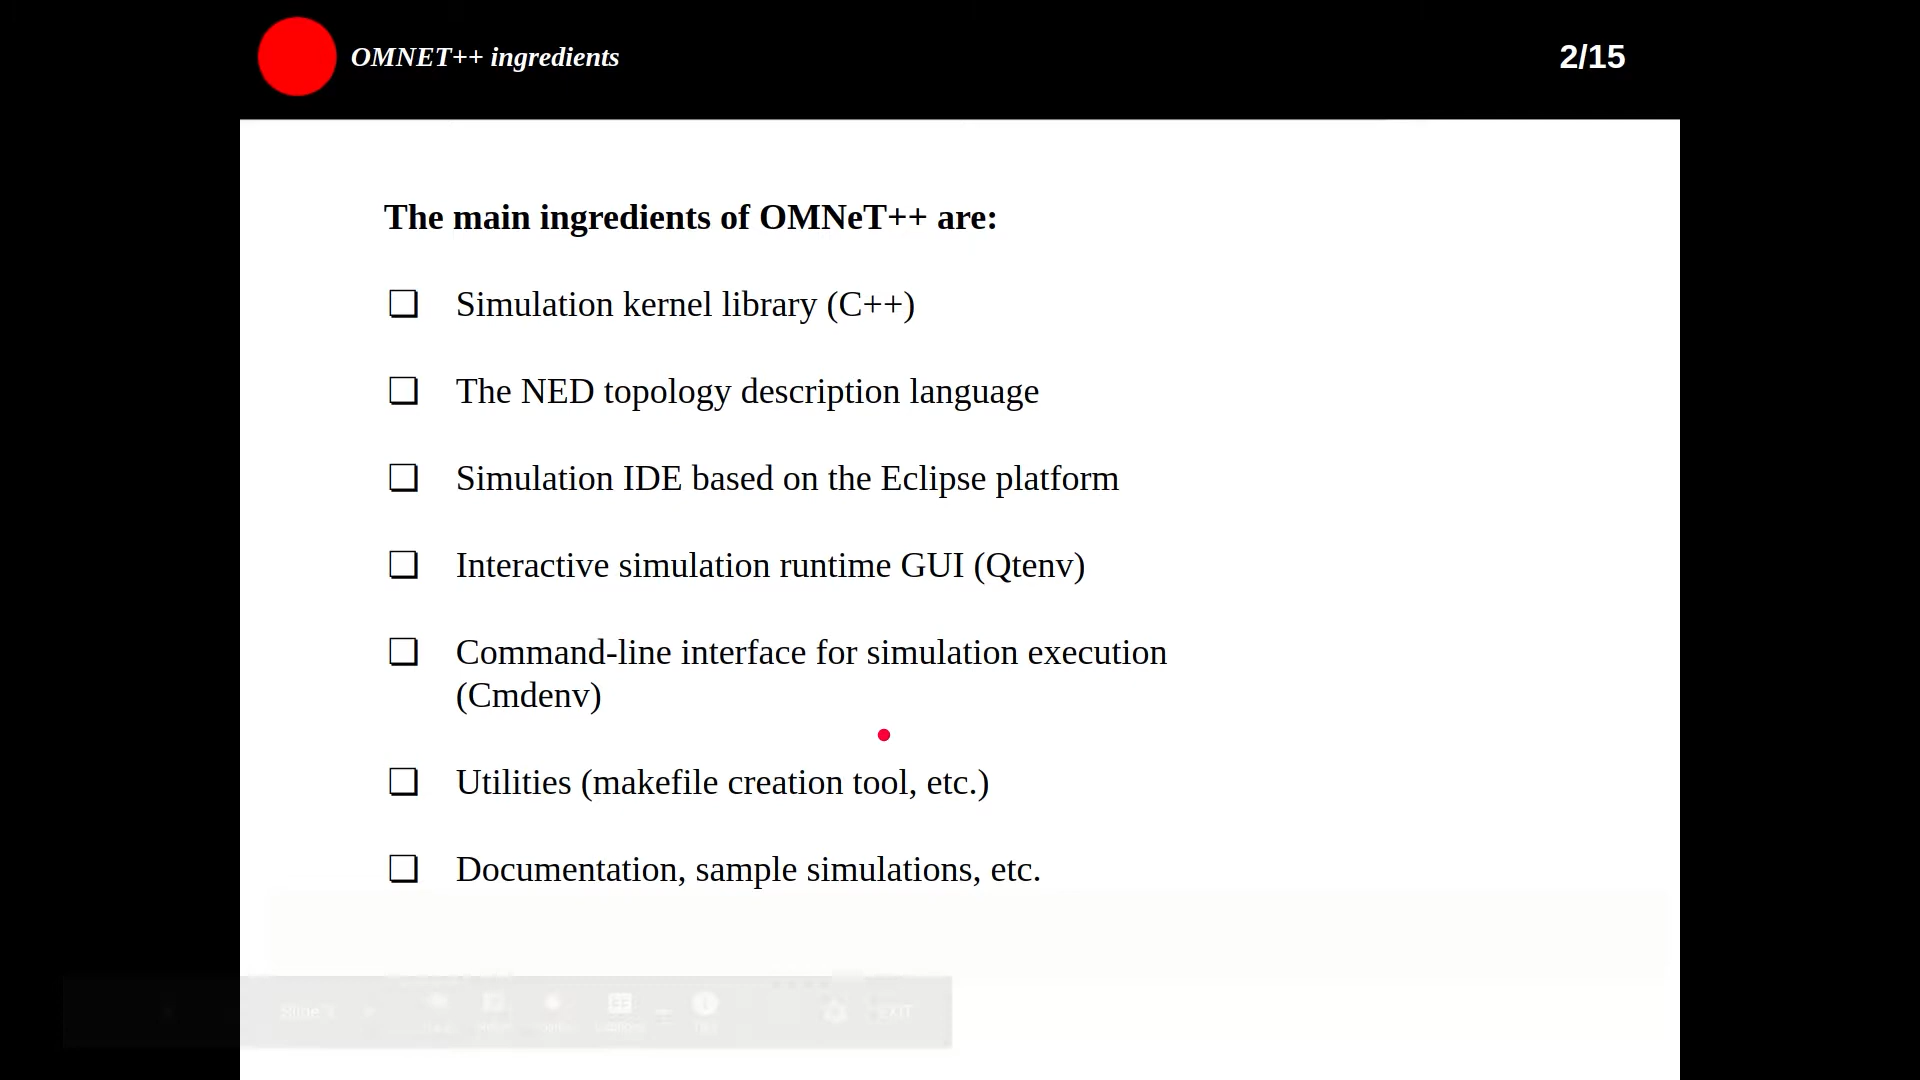 OMNET++ ingredients
2/15
The main ingredients of OMNeT++ are:
❏ Simulation kernel library (C++)
❏ The NED topology description language
❏ Simulation IDE based on the Eclipse platform
❏ Interactive simulation runtime GUI (Qtenv)
❏ Command-line interface for simulation execution
(Cmdenv)
❏ Utilities (makefile creation tool, etc.)
❏ Documentation, sample simulations, etc.
Slide
EXIT